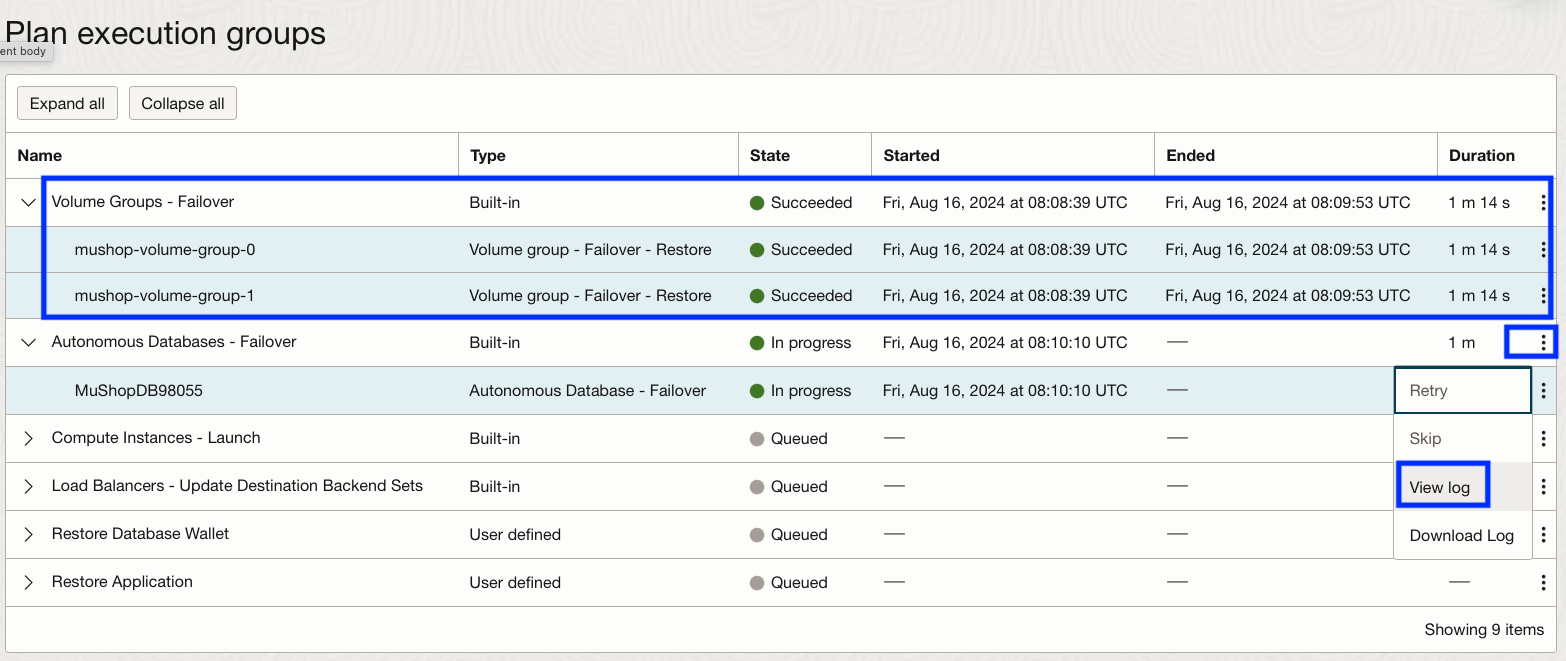 Plan execution groups
ent body
Expand all Collapse all
Name Type State Started Ended Duration
Volume Groups - Failover Built-in Succeeded Fri, Aug 16, 2024 at 08:08:39 UTC Fri, Aug 16, 2024 at 08:09:53 UTC 1 m 14 s
mushop-volume-group-0 Volume group - Failover - Restore Succeeded Fri, Aug 16, 2024 at 08:08:39 UTC Fri, Aug 16, 2024 at 08:09:53 UTC 1 m 14 s
mushop-volume-group-1 Volume group - Failover - Restore Succeeded Fri, Aug 16, 2024 at 08:08:39 UTC Fri, Aug 16, 2024 at 08:09:53 UTC 1 m 14 s
Autonomous Databases - Failover Built-in In progress Fri, Aug 16, 2024 at 08:10:10 UTC — 1 m
MuShopDB98055 Autonomous Database - Failover In progress Fri, Aug 16, 2024 at 08:10:10 UTC — Retry
Compute Instances - Launch Built-in Queued — — Skip
Load Balancers - Update Destination Backend Sets Built-in Queued — — View log
Restore Database Wallet User defined Queued — — Download Log
Restore Application User defined Queued — — —
Showing 9 items